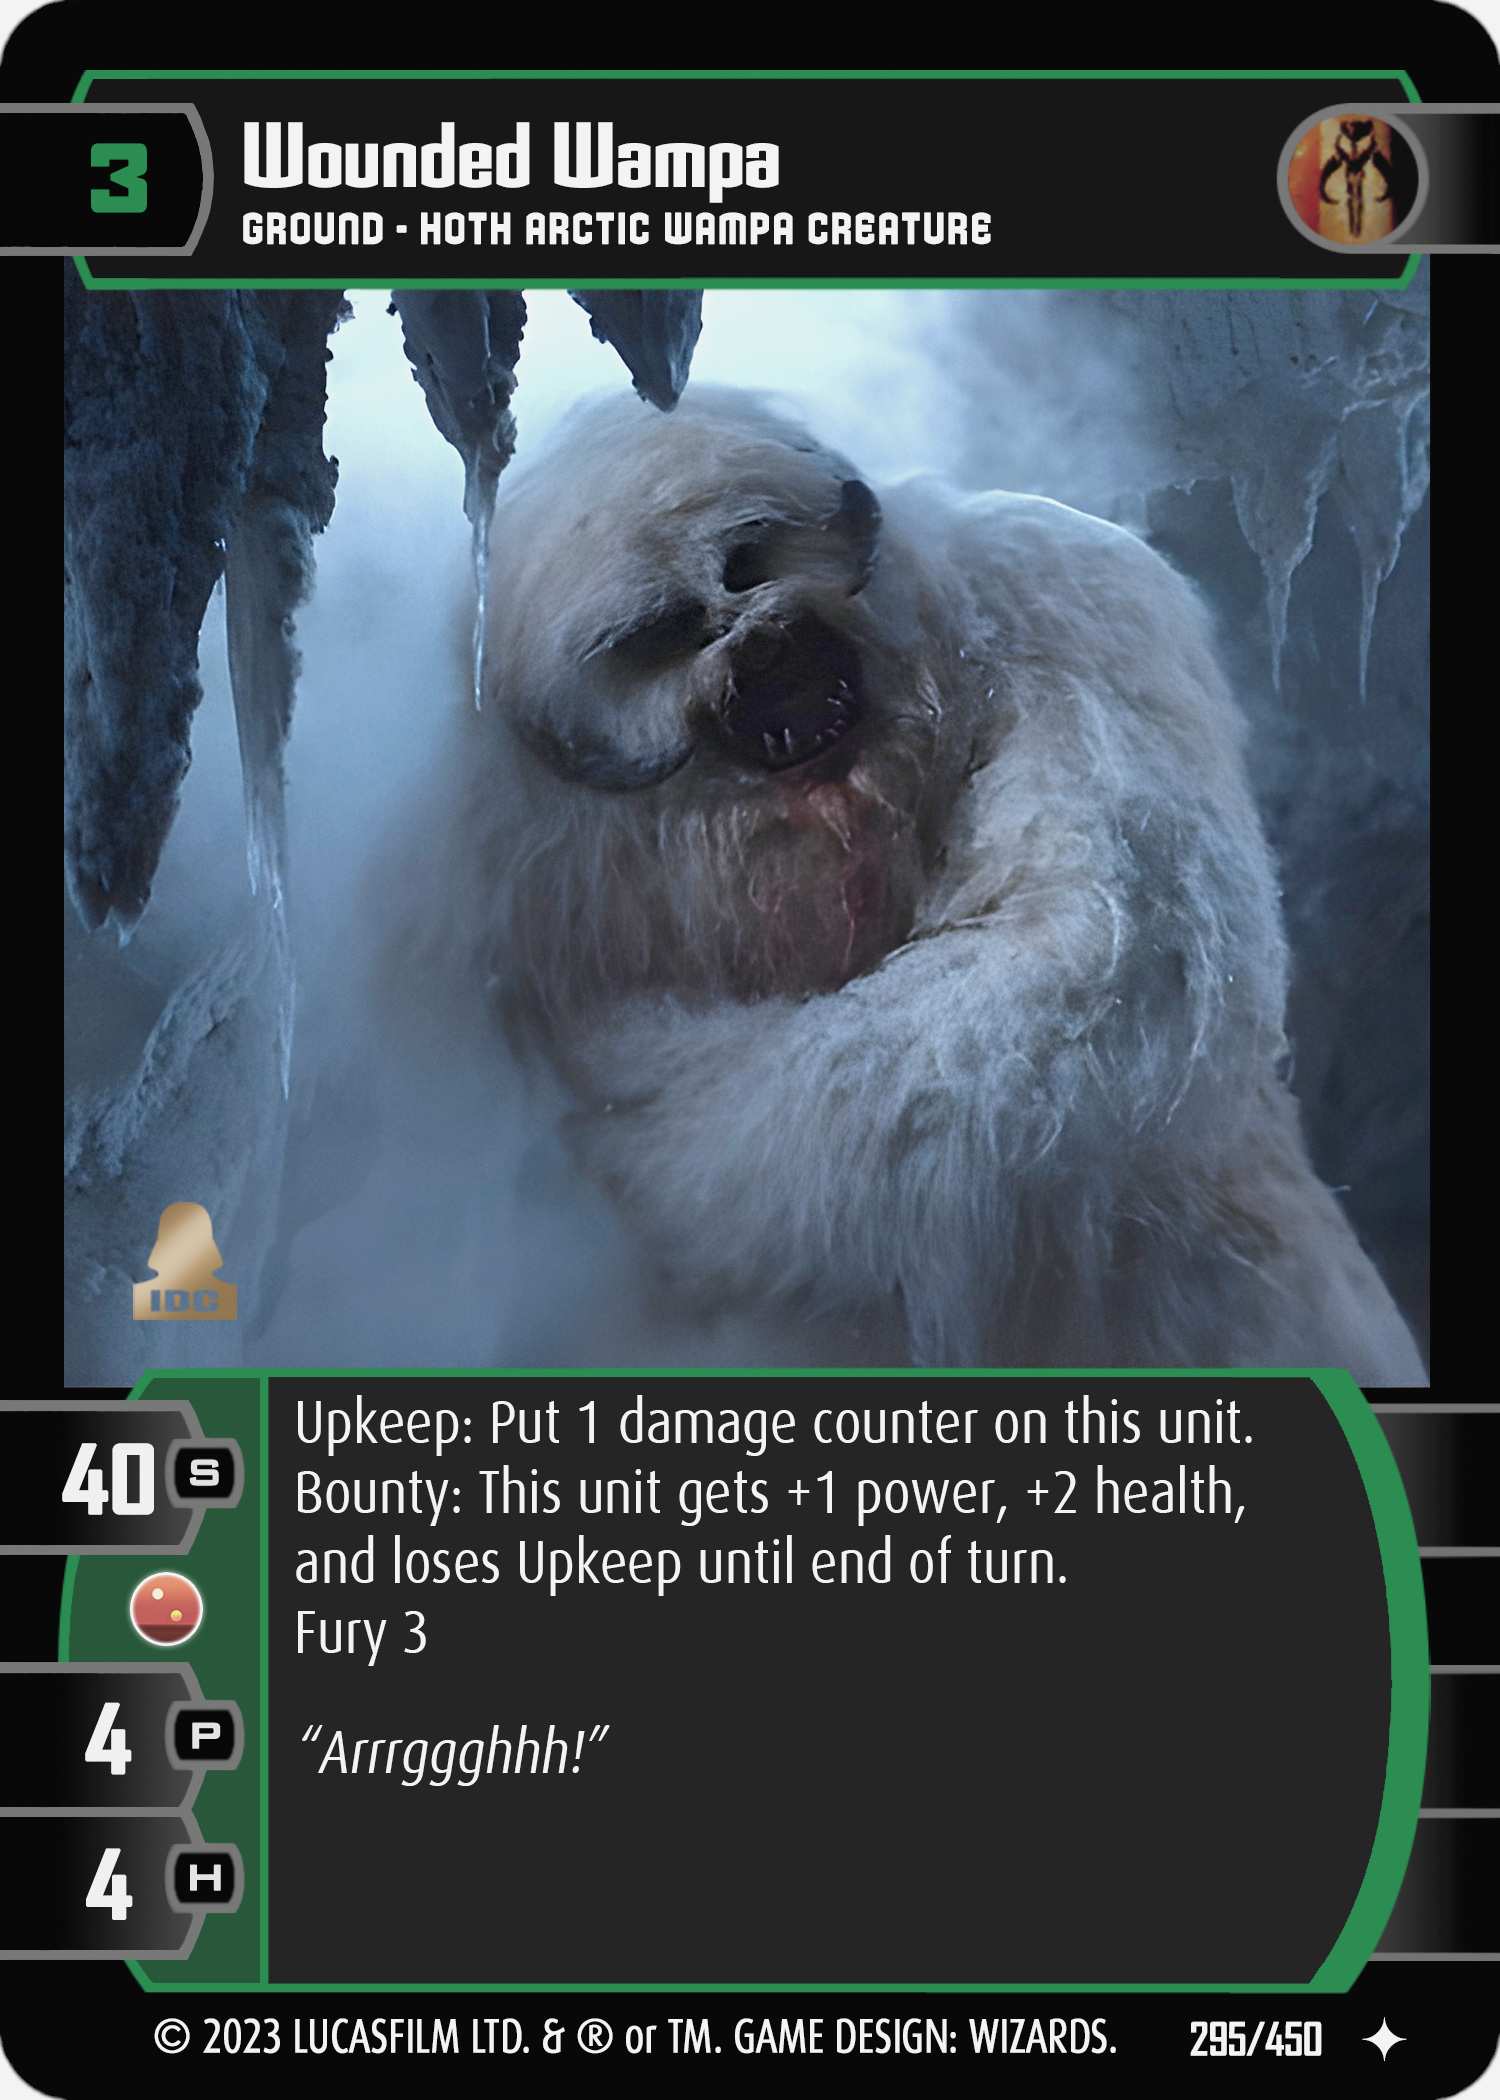 3
Wounded Wampa
GROUND - HOTH ARCTIC WAMPA CREATURE
IDC
40 S
4 P
4 H
Upkeep: Put 1 damage counter on this unit.
Bounty: This unit gets +1 power, +2 health,
and loses Upkeep until end of turn.
Fury 3
“Arrrggghhh!”
© 2023 LUCASFILM LTD. & ® or TM. GAME DESIGN: WIZARDS.
295/450